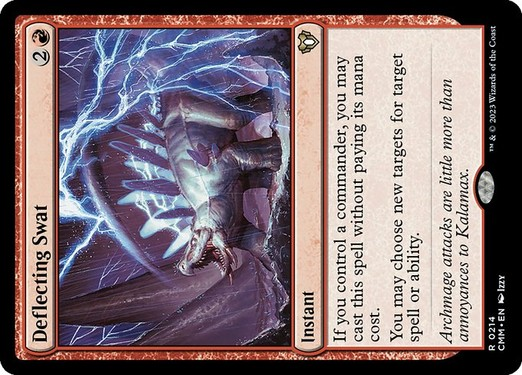 Deflecting Swat
2
Instant
If you control a commander, you may
cast this spell without paying its mana
cost.
You may choose new targets for target
spell or ability.
Archmage attacks are little more than
annoyances to Kalamax.
R 0214
CMM • EN Izzy
™ & © 2023 Wizards of the Coast